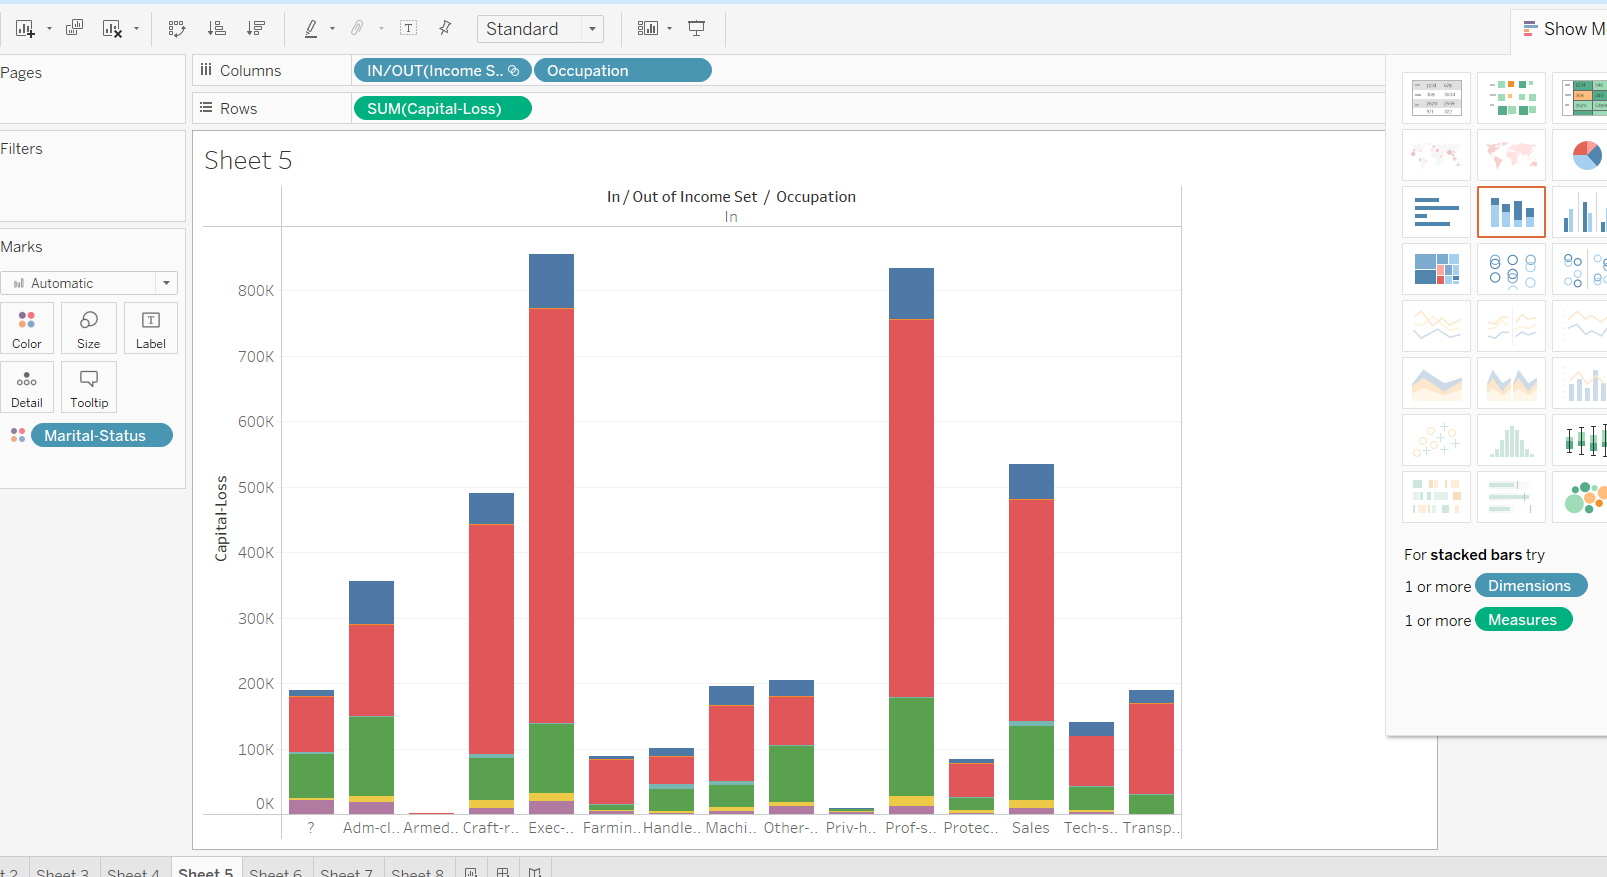 Standard
Show M
Pages
Columns
IN/OUT(Income S..
Occupation
Rows
SUM(Capital-Loss)
Filters
Marks
Automatic
Color
Size
Label
Detail
Tooltip
Marital-Status
Sheet 5
In / Out of Income Set / Occupation
In
Capital-Loss
800K
700K
600K
500K
400K
300K
200K
100K
0K
? Adm-cl.. Armed.. Craft-r.. Exec-.. Farmin.. Handle.. Machi.. Other-.. Priv-h.. Prof-s.. Protec.. Sales Tech-s.. Transp..
For stacked bars try
1 or more Dimensions
1 or more Measures
t 2 Sheet 3 Sheet 4 Sheet 5 Sheet 6 Sheet 7 Sheet 8